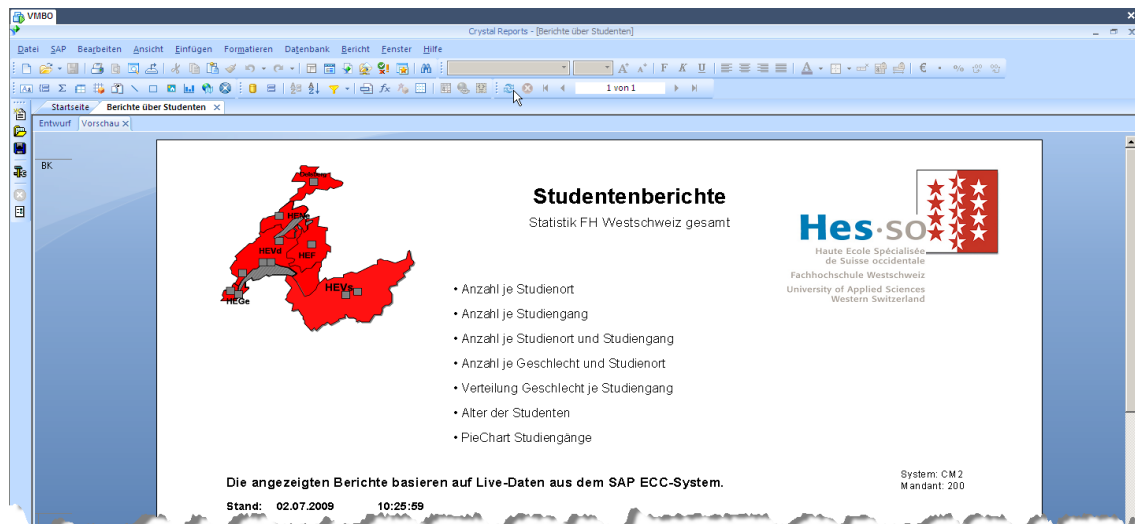 VMBO
Crystal Reports - [Berichte über Studenten]
Datei SAP Bearbeiten Ansicht Einfügen Formatieren Datenbank Bericht Fenster Hilfe
1 von 1
Startseite Berichte über Studenten
Entwurf Vorschau
BK
Delémont
HENe
HEVd
HEF
HEVs
HEGe
Studentenberichte
Statistik FH Westschweiz gesamt
Hes·so
Haute Ecole Spécialisée
de Suisse occidentale
Fachhochschule Westschweiz
University of Applied Sciences
Western Switzerland
• Anzahl je Studienort
• Anzahl je Studiengang
• Anzahl je Studienort und Studiengang
• Anzahl je Geschlecht und Studienort
• Verteilung Geschlecht je Studiengang
• Alter der Studenten
• PieChart Studiengänge
System: CM2
Mandant: 200
Die angezeigten Berichte basieren auf Live-Daten aus dem SAP ECC-System.
Stand: 02.07.2009 10:25:59